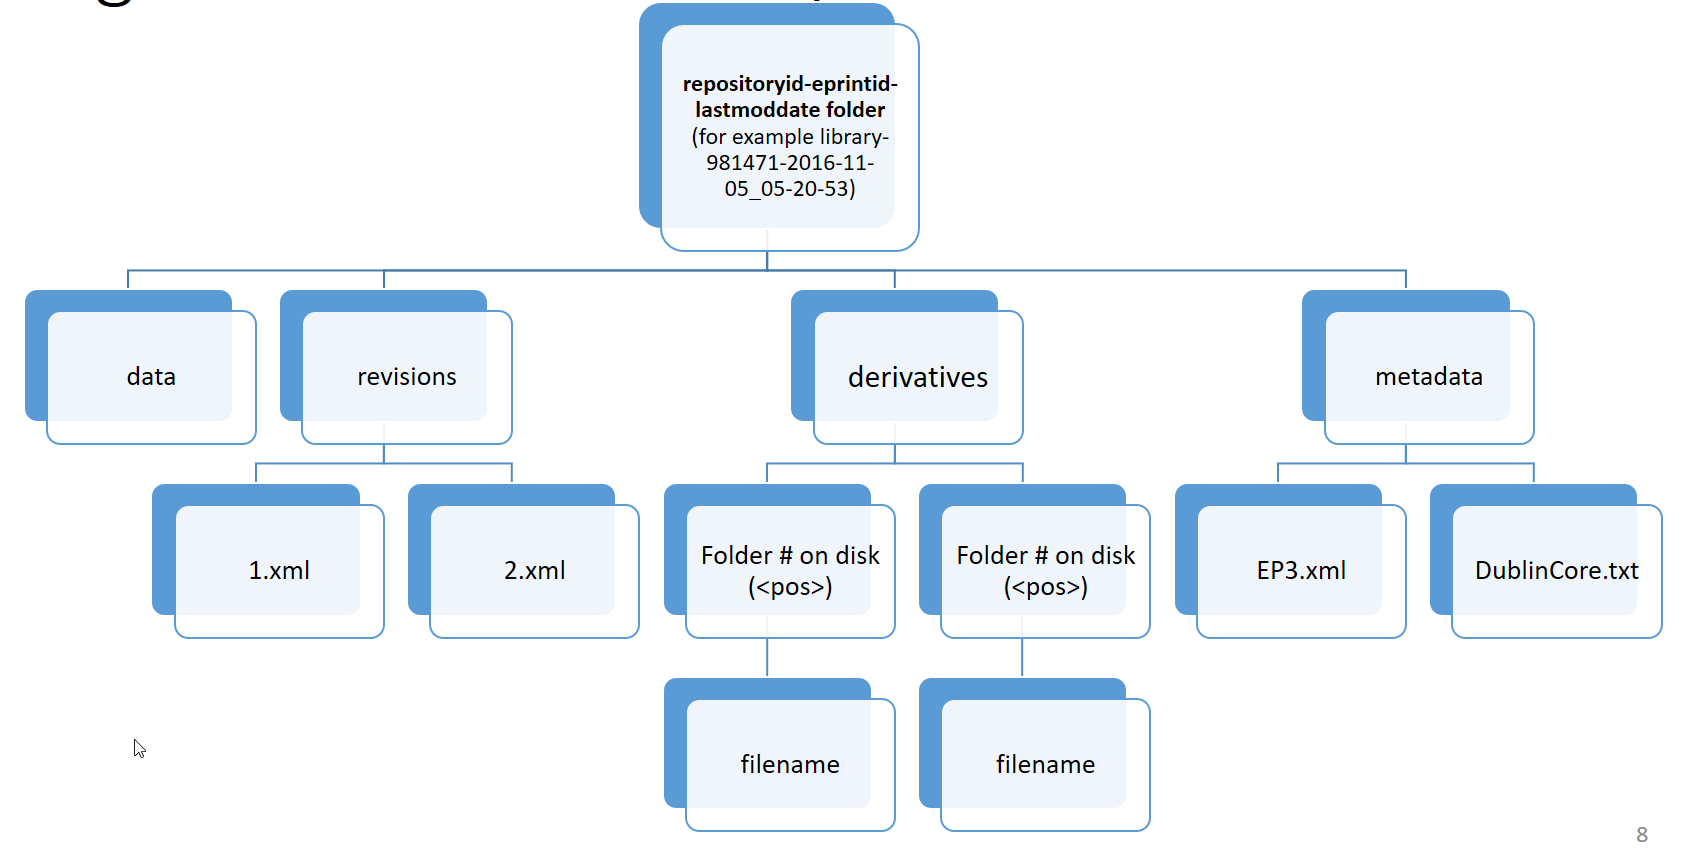 repositoryid-eprintid-
lastmoddate folder
(for example library-
981471-2016-11-
05_05-20-53)
data
revisions
derivatives
metadata
1.xml
2.xml
Folder # on disk
(<pos>)
Folder # on disk
(<pos>)
EP3.xml
DublinCore.txt
filename
filename
8